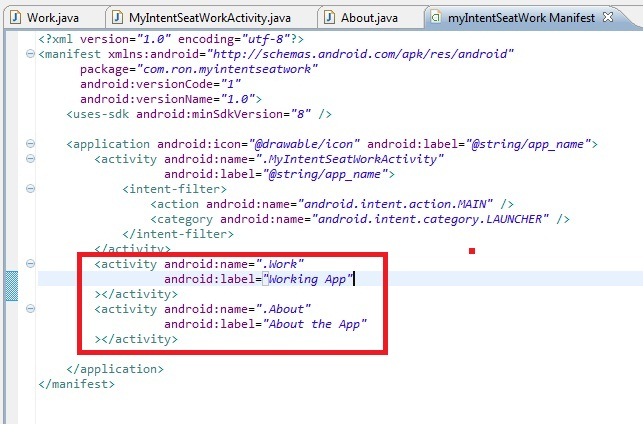 Work.java
MyIntentSeatWorkActivity.java
About.java
myIntentSeatWork Manifest
<?xml version="1.0" encoding="utf-8"?>
<manifest xmlns:android="http://schemas.android.com/apk/res/android"
package="com.ron.myintentseatwork"
android:versionCode="1"
android:versionName="1.0">
<uses-sdk android:minSdkVersion="8" />
<application android:icon="@drawable/icon" android:label="@string/app_name">
<activity android:name=".MyIntentSeatWorkActivity"
android:label="@string/app_name">
<intent-filter>
<action android:name="android.intent.action.MAIN" />
<category android:name="android.intent.category.LAUNCHER" />
</intent-filter>
</activity>
<activity android:name=".Work"
android:label="Working App"
></activity>
<activity android:name=".About"
android:label="About the App"
></activity>
</application>
</manifest>